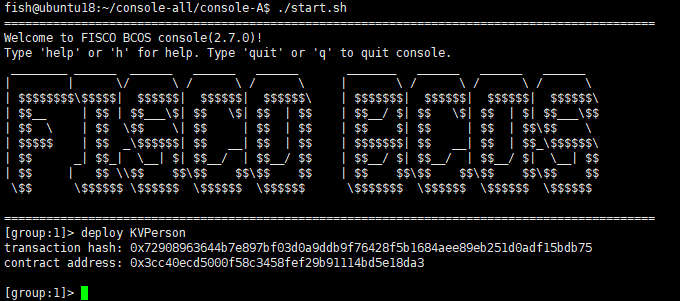 fish@ubuntu18:~/console-all/console-A$ ./start.sh
=============================================================================================
Welcome to FISCO BCOS console(2.7.0)!
Type 'help' or 'h' for help. Type 'quit' or 'q' to quit console.
FISCO BCOS
=============================================================================================
[group:1]> deploy KVPerson
transaction hash: 0x72908963644b7e897bf03d0a9ddb9f76428f5b1684aee89eb251d0adf15bdb75
contract address: 0x3cc40ecd5000f58c3458fef29b91114bd5e18da3
[group:1]>